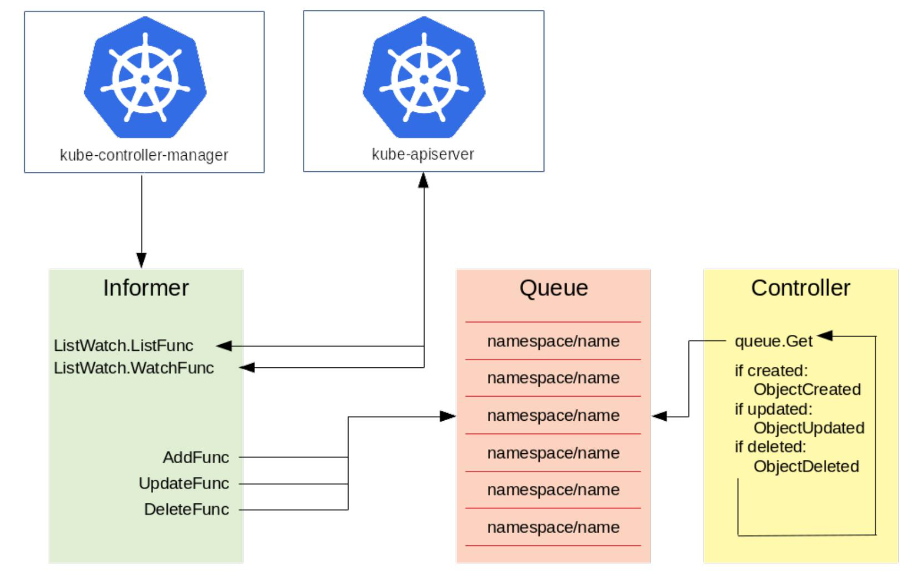 kube-controller-manager
kube-apiserver
Informer
ListWatch.ListFunc
ListWatch.WatchFunc
AddFunc
UpdateFunc
DeleteFunc
Queue
namespace/name
namespace/name
namespace/name
namespace/name
namespace/name
namespace/name
Controller
queue.Get
if created:
ObjectCreated
if updated:
ObjectUpdated
if deleted:
ObjectDeleted